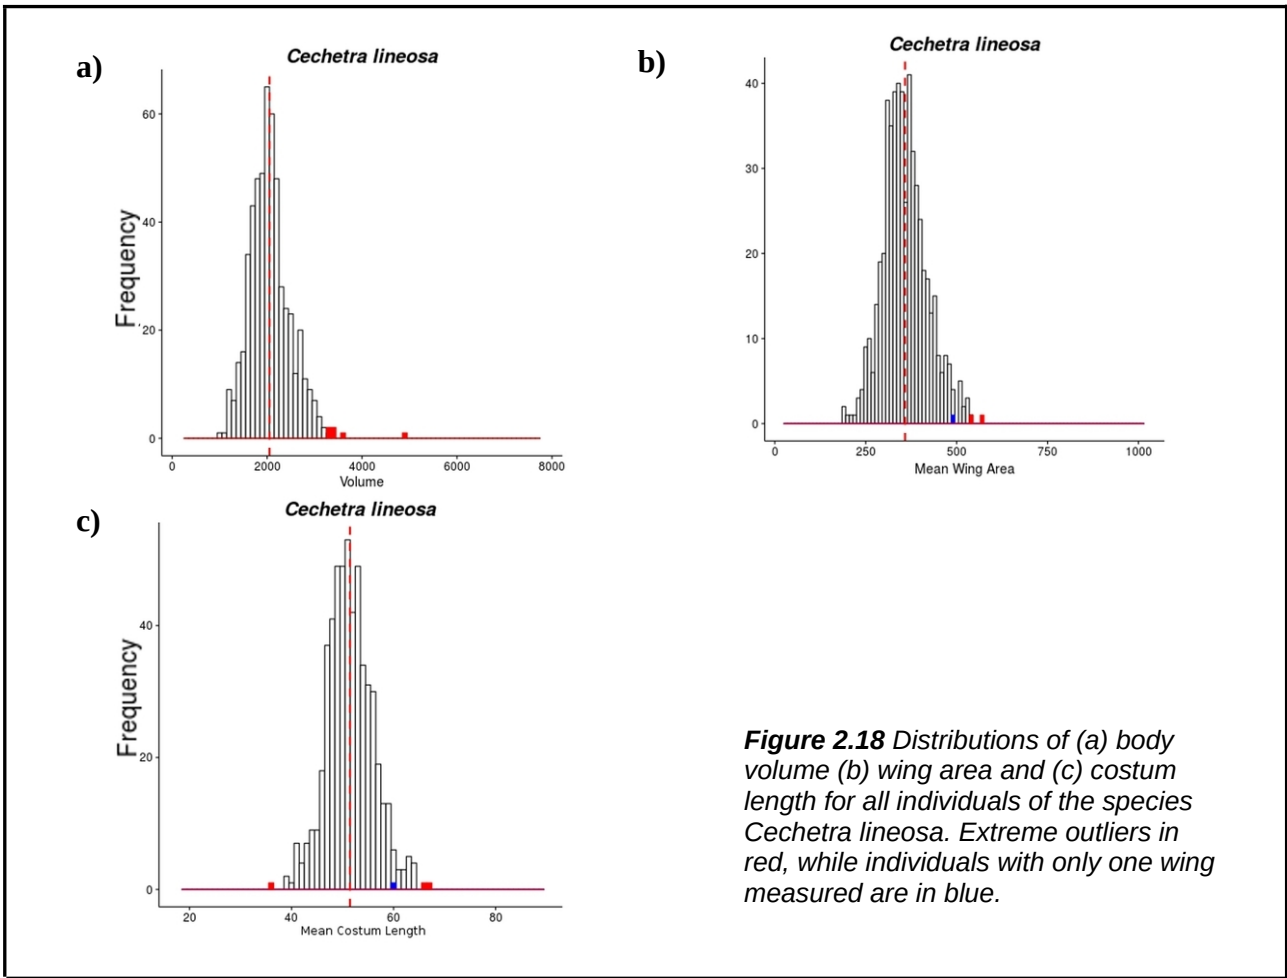 a)
Cechetra lineosa
Frequency
60
40
20
0
0 2000 4000 6000 8000
Volume
b)
Cechetra lineosa
40
30
20
10
0
0 250 500 750 1000
Mean Wing Area
c)
Cechetra lineosa
Frequency
40
20
0
20 40 60 80
Mean Costum Length
Figure 2.18 Distributions of (a) body
volume (b) wing area and (c) costum
length for all individuals of the species
Cechetra lineosa. Extreme outliers in
red, while individuals with only one wing
measured are in blue.